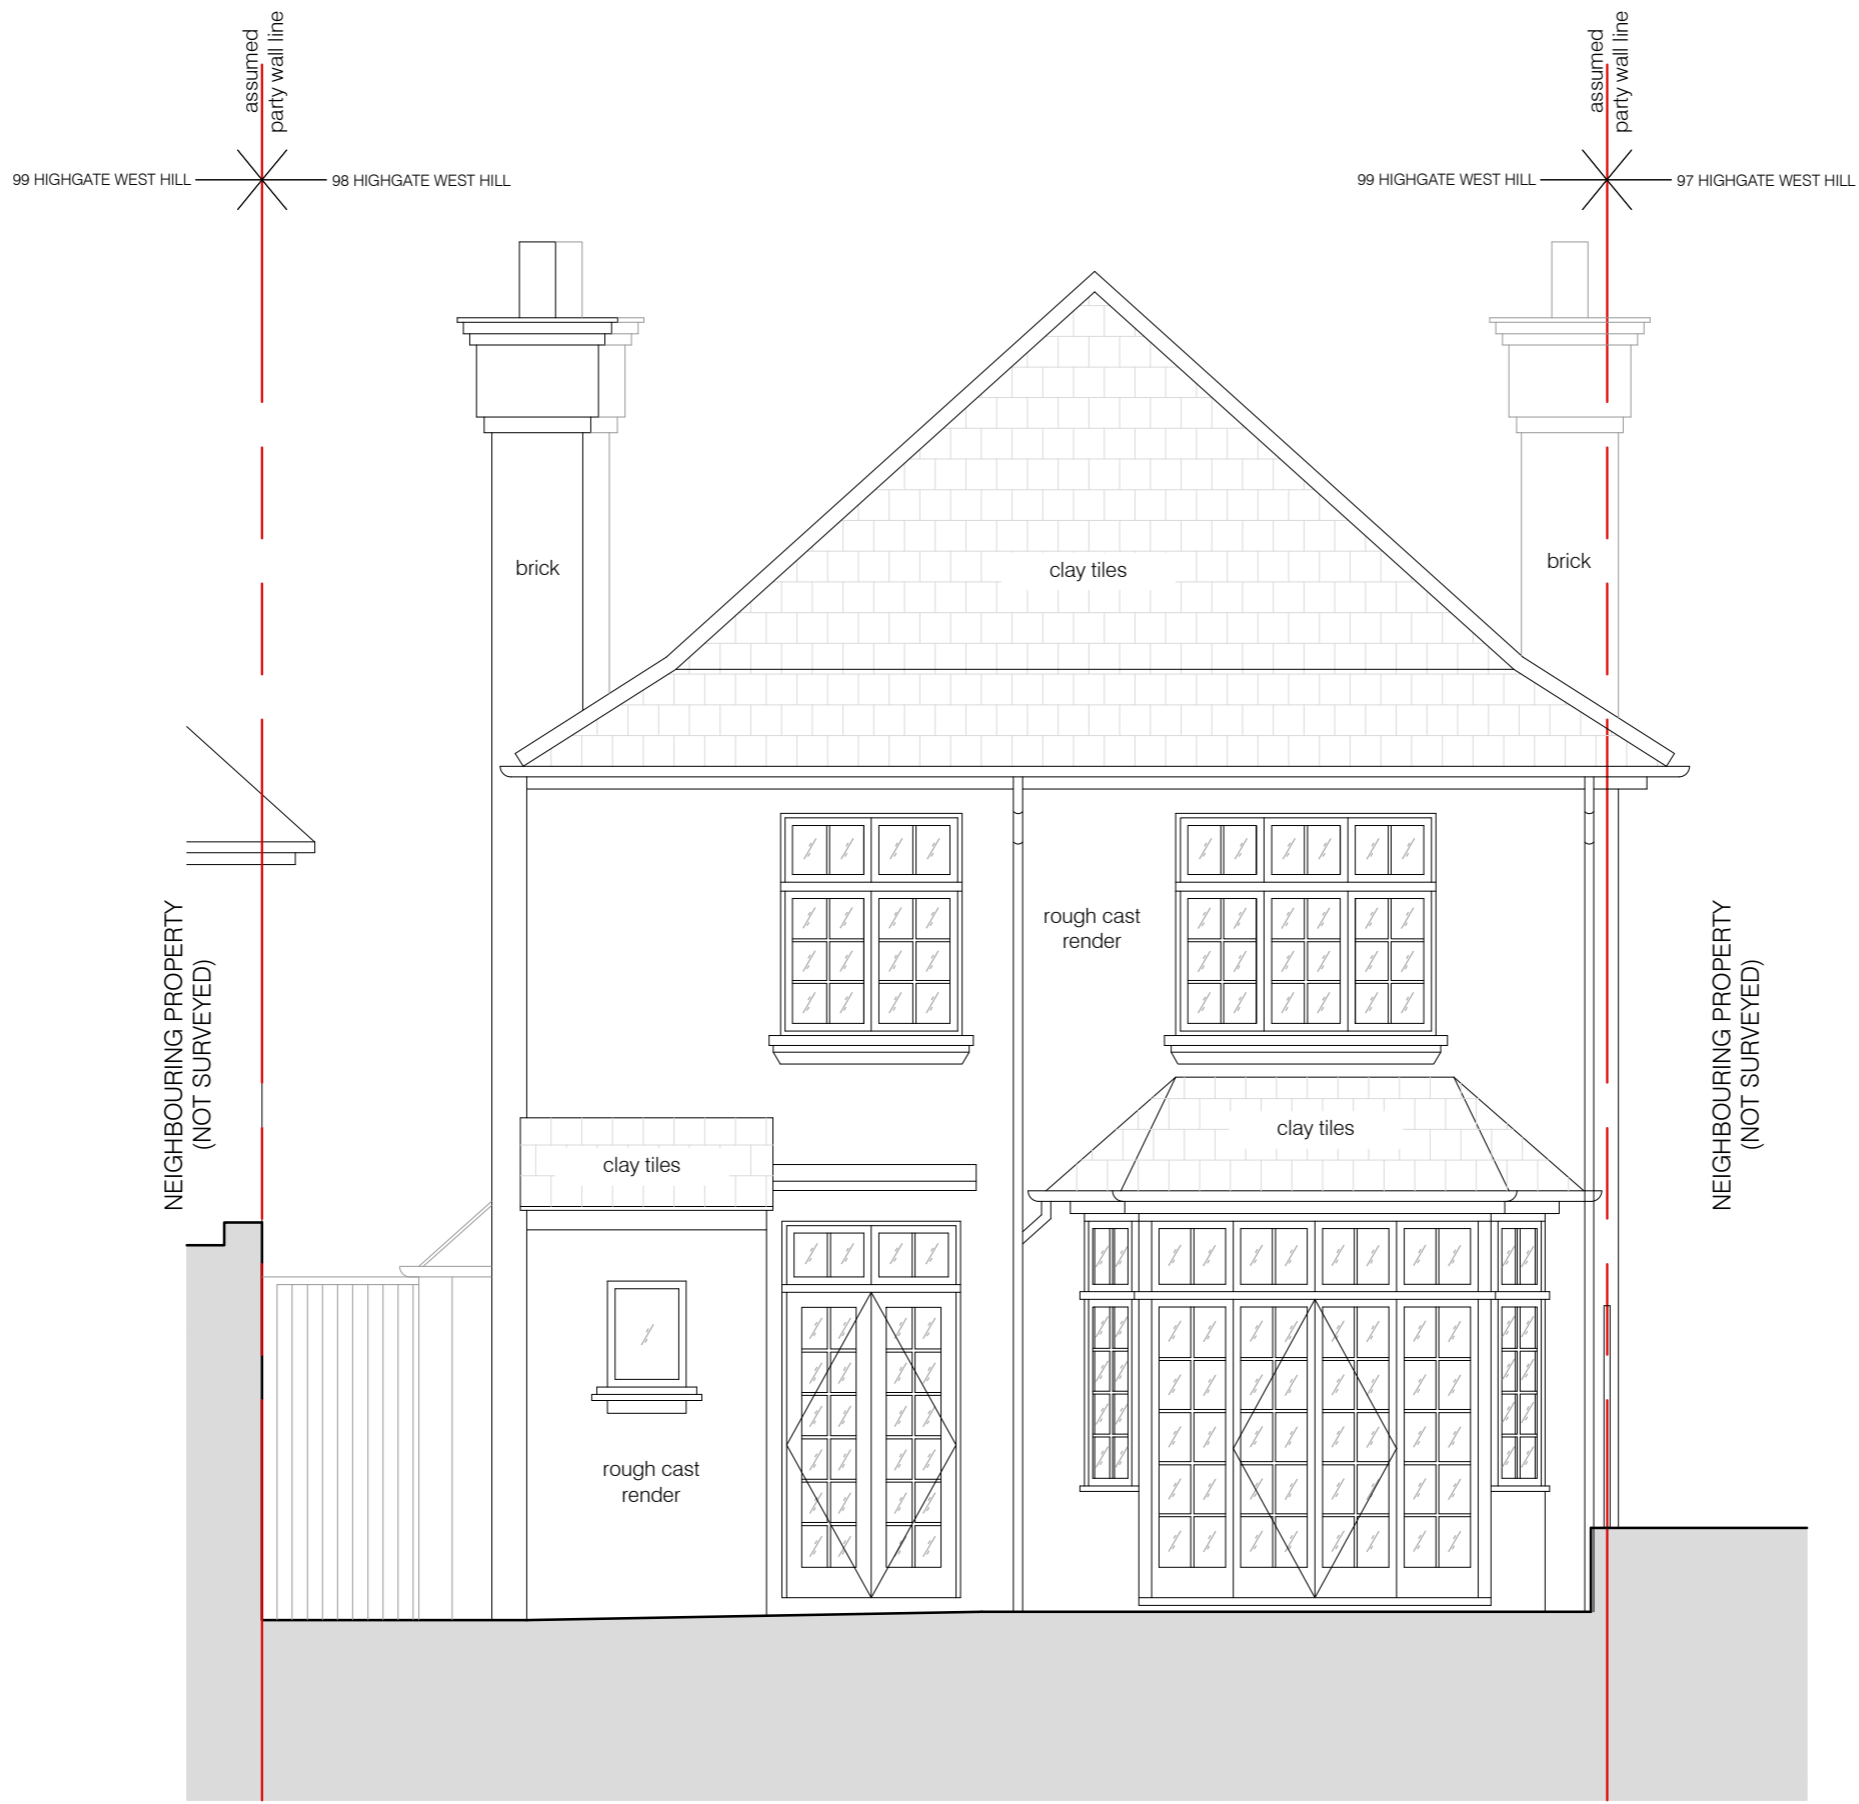 assumed
party wall line
assumed
party wall line
99 HIGHGATE WEST HILL
98 HIGHGATE WEST HILL
99 HIGHGATE WEST HILL
97 HIGHGATE WEST HILL
brick
clay tiles
brick
rough cast
render
NEIGHBOURING PROPERTY
(NOT SURVEYED)
NEIGHBOURING PROPERTY
(NOT SURVEYED)
clay tiles
clay tiles
rough cast
render